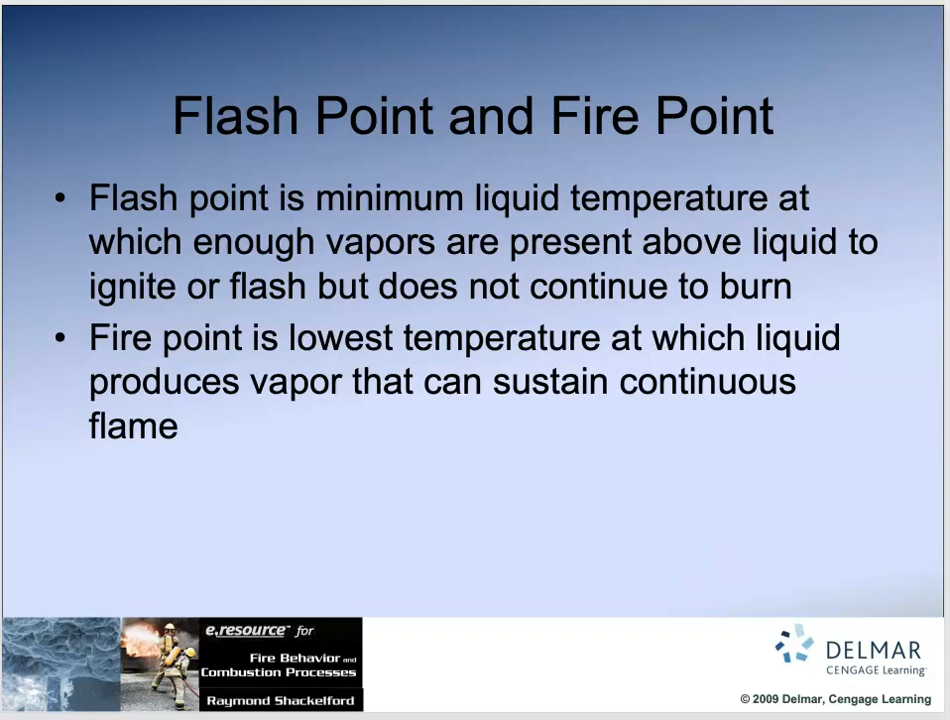 Flash Point and Fire Point
• Flash point is minimum liquid temperature at
which enough vapors are present above liquid to
ignite or flash but does not continue to burn
• Fire point is lowest temperature at which liquid
produces vapor that can sustain continuous
flame
e.resource™ for
Fire Behavior and
Combustion Processes
Raymond Shackelford
DELMAR
CENGAGE Learning™
© 2009 Delmar, Cengage Learning